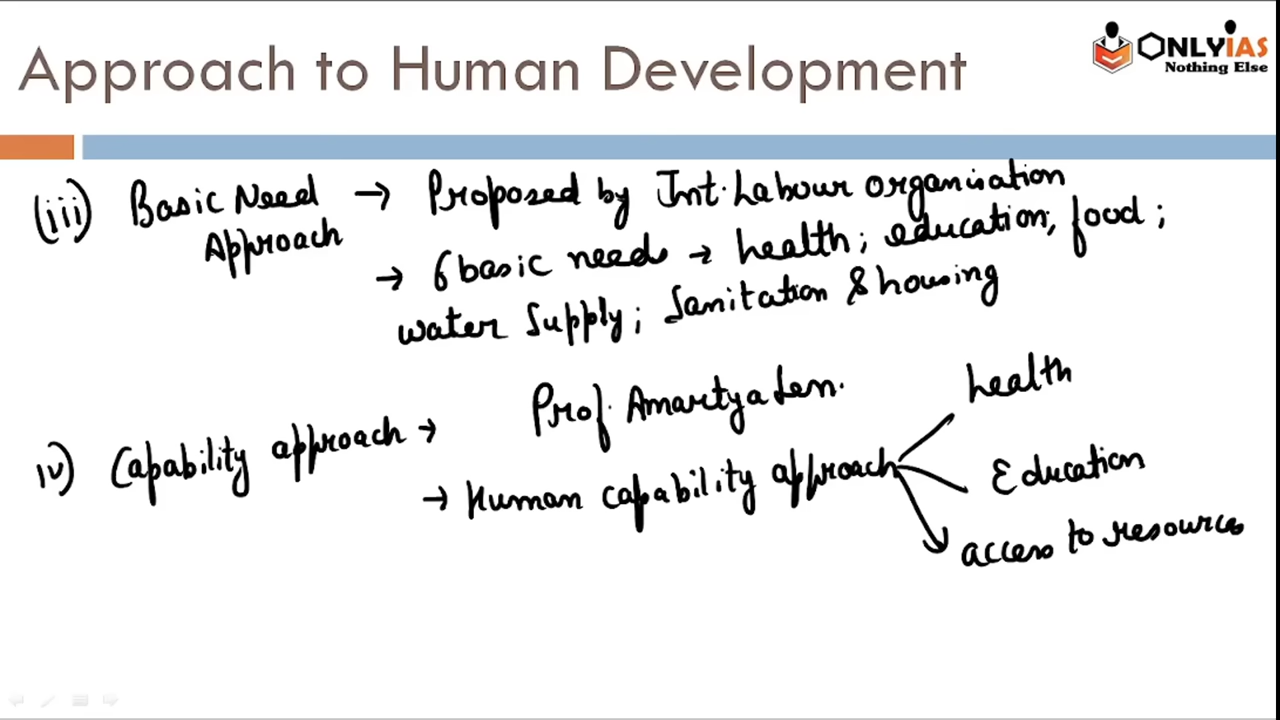 Approach to Human Development
ONLYIAS
Nothing Else
(iii) Basic Need → Proposed by Int. Labour organisation
Approach
→ 6 basic needs → health; education, food;
water Supply; Sanitation & housing
iv) Capability approach → Prof. Amartya Sen.
→ Human capability approach
health
Education
access to resources